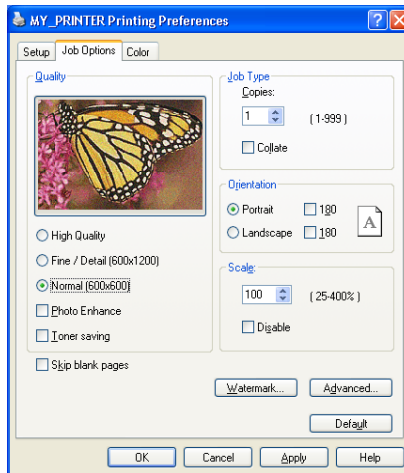 MY_PRINTER Printing Preferences
Setup Job Options Color
Quality
High Quality
Fine / Detail (600x1200)
Normal (600x600)
Photo Enhance
Toner saving
Skip blank pages
Job Type
Copies:
1 (1-999)
Collate
Orientation
Portrait 180
Landscape 180
A
Scale:
100 (25-400%)
Disable
Watermark... Advanced...
Default
OK Cancel Apply Help